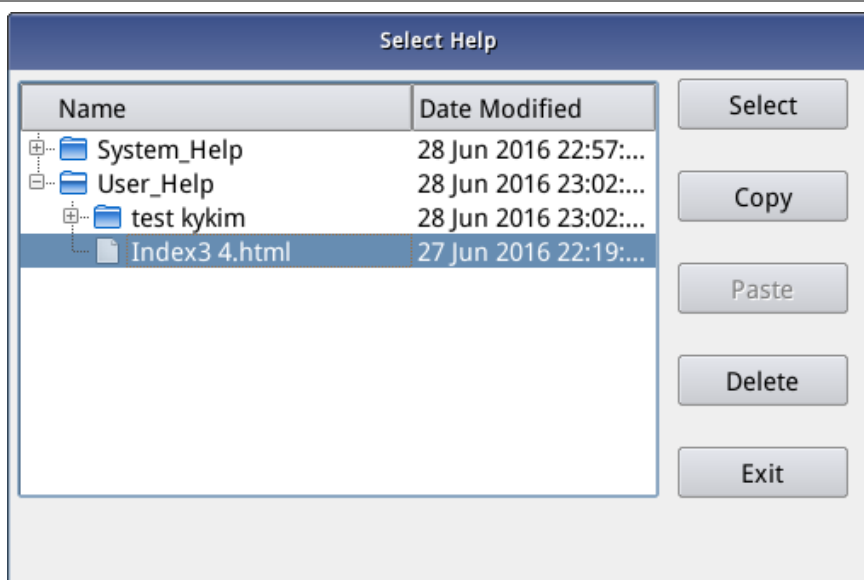 Select Help
Name Date Modified
System_Help 28 Jun 2016 22:57:...
User_Help 28 Jun 2016 23:02:...
test kykim 28 Jun 2016 23:02:...
Index3 4.html 27 Jun 2016 22:19:...
Select
Copy
Paste
Delete
Exit